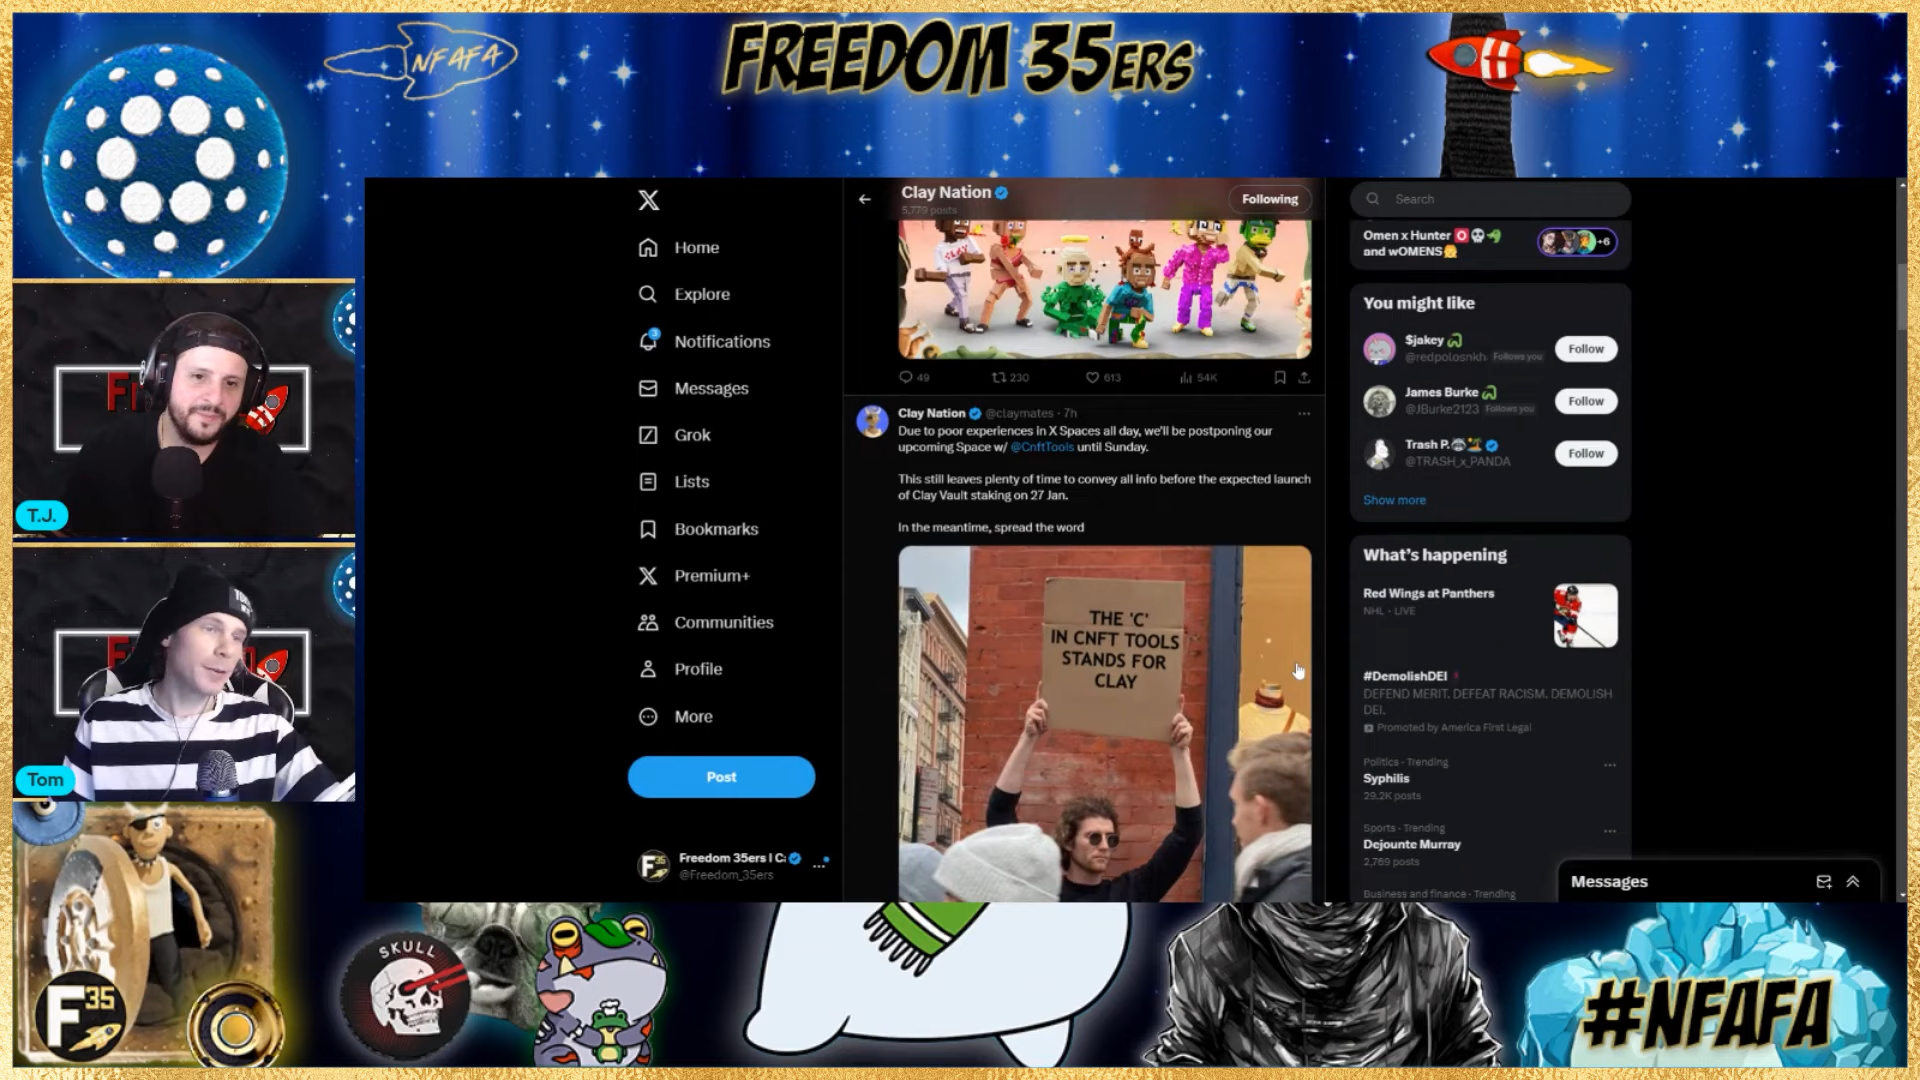 NFAFA
FREEDOM 35ERS
T.J.
Tom
Home
Explore
3
Notifications
Messages
Grok
Lists
Bookmarks
Premium+
Communities
Profile
More
Post
Freedom 35ers I C
@Freedom_35ers
Clay Nation
5,779 posts
Following
49
230
613
54K
Clay Nation @claymates · 7h
Due to poor experiences in X Spaces all day, we'll be postponing our
upcoming Space w/ @CnftTools until Sunday.
This still leaves plenty of time to convey all info before the expected launch
of Clay Vault staking on 27 Jan.
In the meantime, spread the word
THE 'C'
IN CNFT TOOLS
STANDS FOR
CLAY
Search
Omen x Hunter
and wOMENS
+6
You might like
$jakey
@redpolosnkh Follows you
Follow
James Burke
@JBurke2123 Follows you
Follow
Trash P.
@TRASH_x_PANDA
Follow
Show more
What's happening
Red Wings at Panthers
NHL · LIVE
#DemolishDEI
DEFEND MERIT. DEFEAT RACISM. DEMOLISH
DEI.
Promoted by America First Legal
Politics · Trending
Syphilis
29.2K posts
Sports · Trending
Dejounte Murray
2,769 posts
Business and finance · Trending
Messages
F35
SKULL
#NFAFA